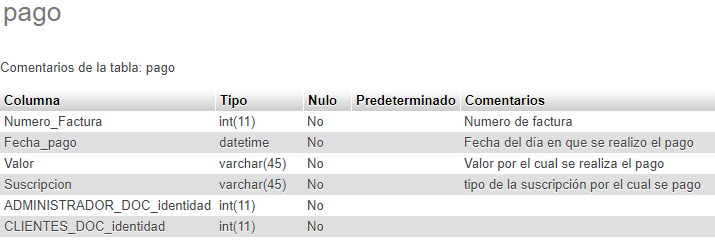 pago
Comentarios de la tabla: pago
Columna Tipo Nulo Predeterminado Comentarios
Numero_Factura int(11) No Numero de factura
Fecha_pago datetime No Fecha del día en que se realizo el pago
Valor varchar(45) No Valor por el cual se realiza el pago
Suscripcion varchar(45) No tipo de la suscripción por el cual se pago
ADMINISTRADOR_DOC_identidad int(11) No
CLIENTES_DOC_identidad int(11) No